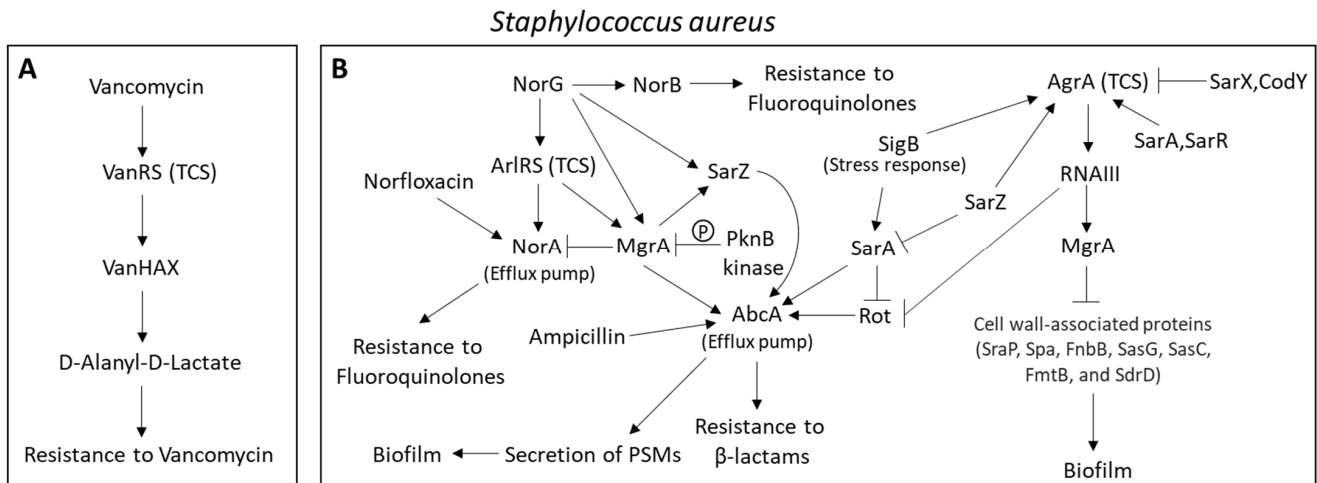 Staphylococcus aureus
A
Vancomycin
VanRS (TCS)
VanHAX
D-Alanyl-D-Lactate
Resistance to Vancomycin
B
NorG
NorB
Resistance to
Fluoroquinolones
AgrA (TCS)
SarX,CodY
SarA,SarR
SigB
(Stress response)
ArlRS (TCS)
SarZ
RNAIII
Norfloxacin
SarZ
NorA
(Efflux pump)
MgrA
P
PknB
kinase
SarA
MgrA
AbcA
(Efflux pump)
Rot
Ampicillin
Cell wall-associated proteins
(SraP, Spa, FnbB, SasG, SasC,
FmtB, and SdrD)
Resistance to
Fluoroquinolones
Resistance to
β-lactams
Biofilm
Secretion of PSMs
Biofilm